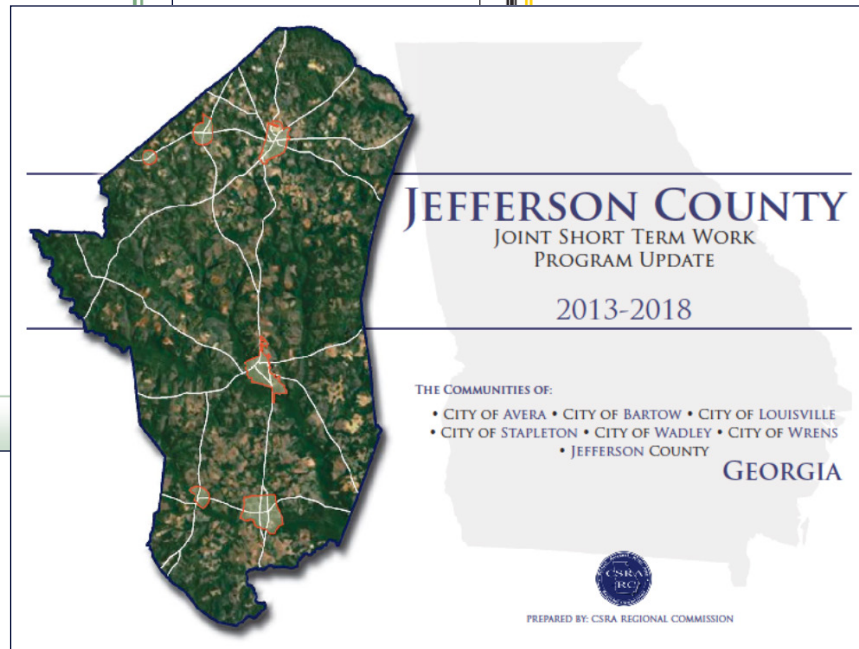 JEFFERSON COUNTY
JOINT SHORT TERM WORK
PROGRAM UPDATE
2013-2018
THE COMMUNITIES OF:
• CITY OF AVERA • CITY OF BARTOW • CITY OF LOUISVILLE
• CITY OF STAPLETON • CITY OF WADLEY • CITY OF WRENS
• JEFFERSON COUNTY
GEORGIA
CSRA
RC
PREPARED BY: CSRA REGIONAL COMMISSION